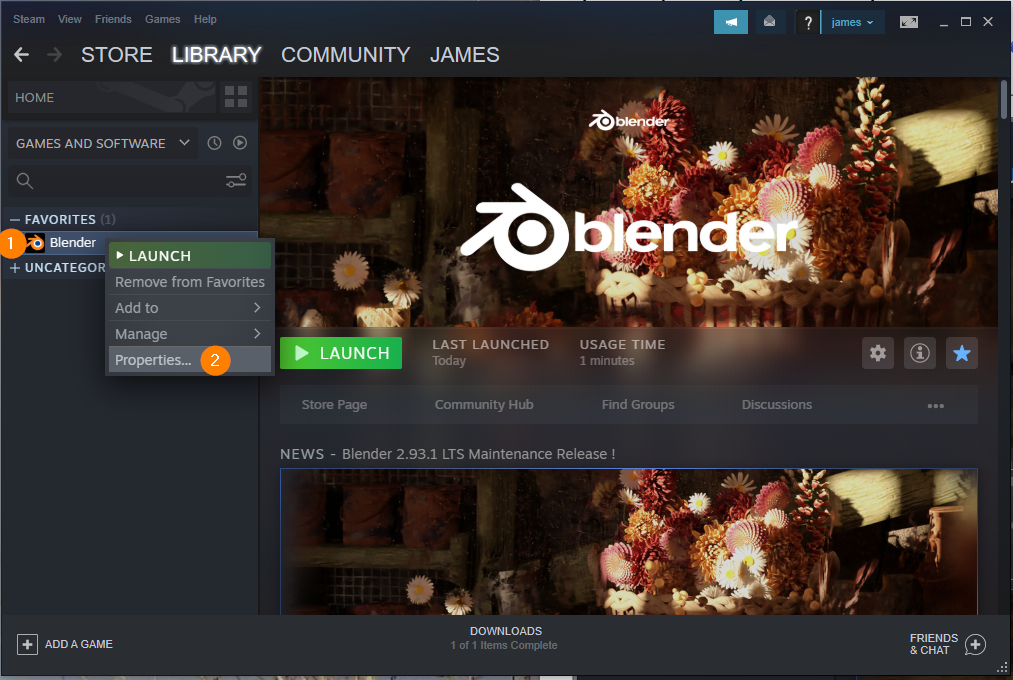 Steam View Friends Games Help
? james
STORE LIBRARY COMMUNITY JAMES
HOME
GAMES AND SOFTWARE
FAVORITES (1)
1 Blender
UNCATEGOR
LAUNCH
Remove from Favorites
Add to
Manage
Properties... 2
blender
blender
LAUNCH
LAST LAUNCHED
Today
USAGE TIME
1 minutes
Store Page Community Hub Find Groups Discussions
NEWS - Blender 2.93.1 LTS Maintenance Release !
ADD A GAME
DOWNLOADS
1 of 1 Items Complete
FRIENDS
& CHAT